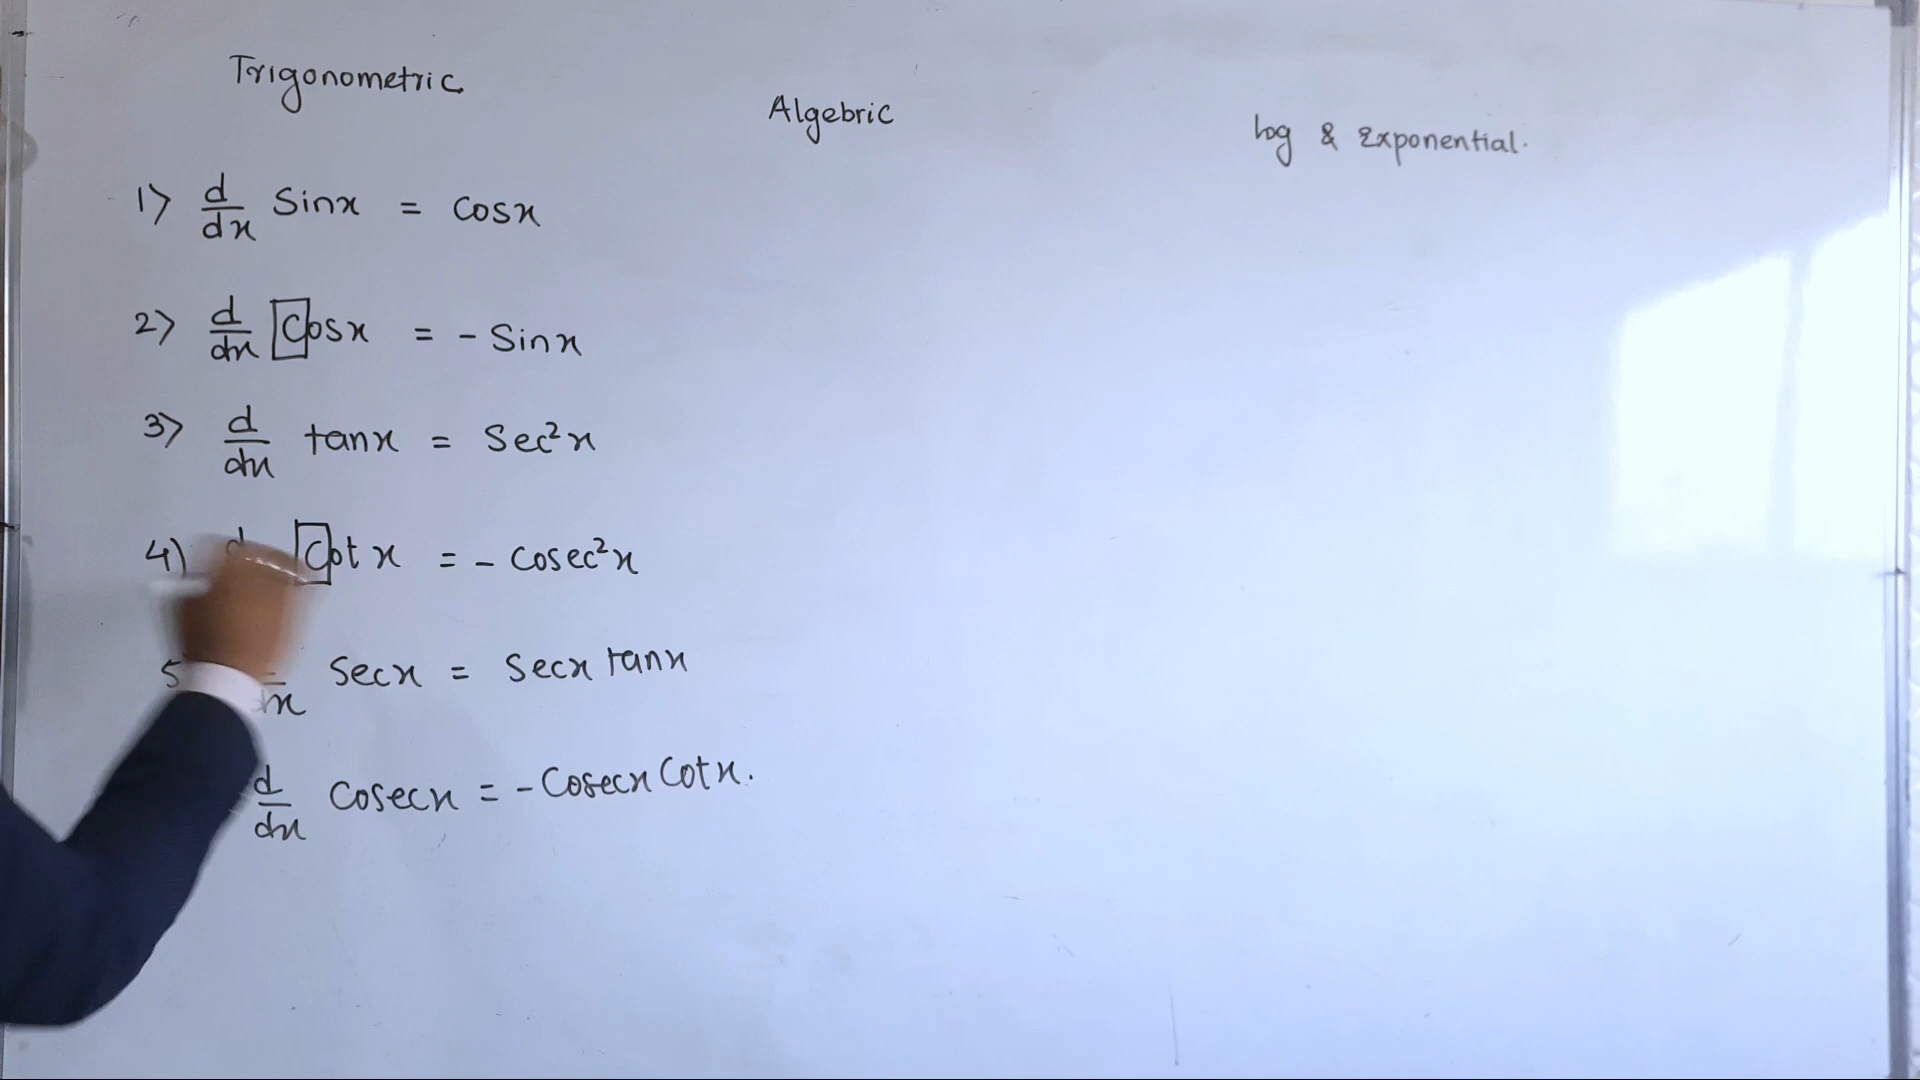 Trigonometric
Algebric
log & Exponential.
1) d/dx Sinx = cosx
2) d/dx Cosx = - Sinx
3) d/dx tanx = Sec²x
4) d Cot x = - cosec²x
5 dx Secx = Secx tanx
d/dx Cosecx = -Cosecx Cotx.